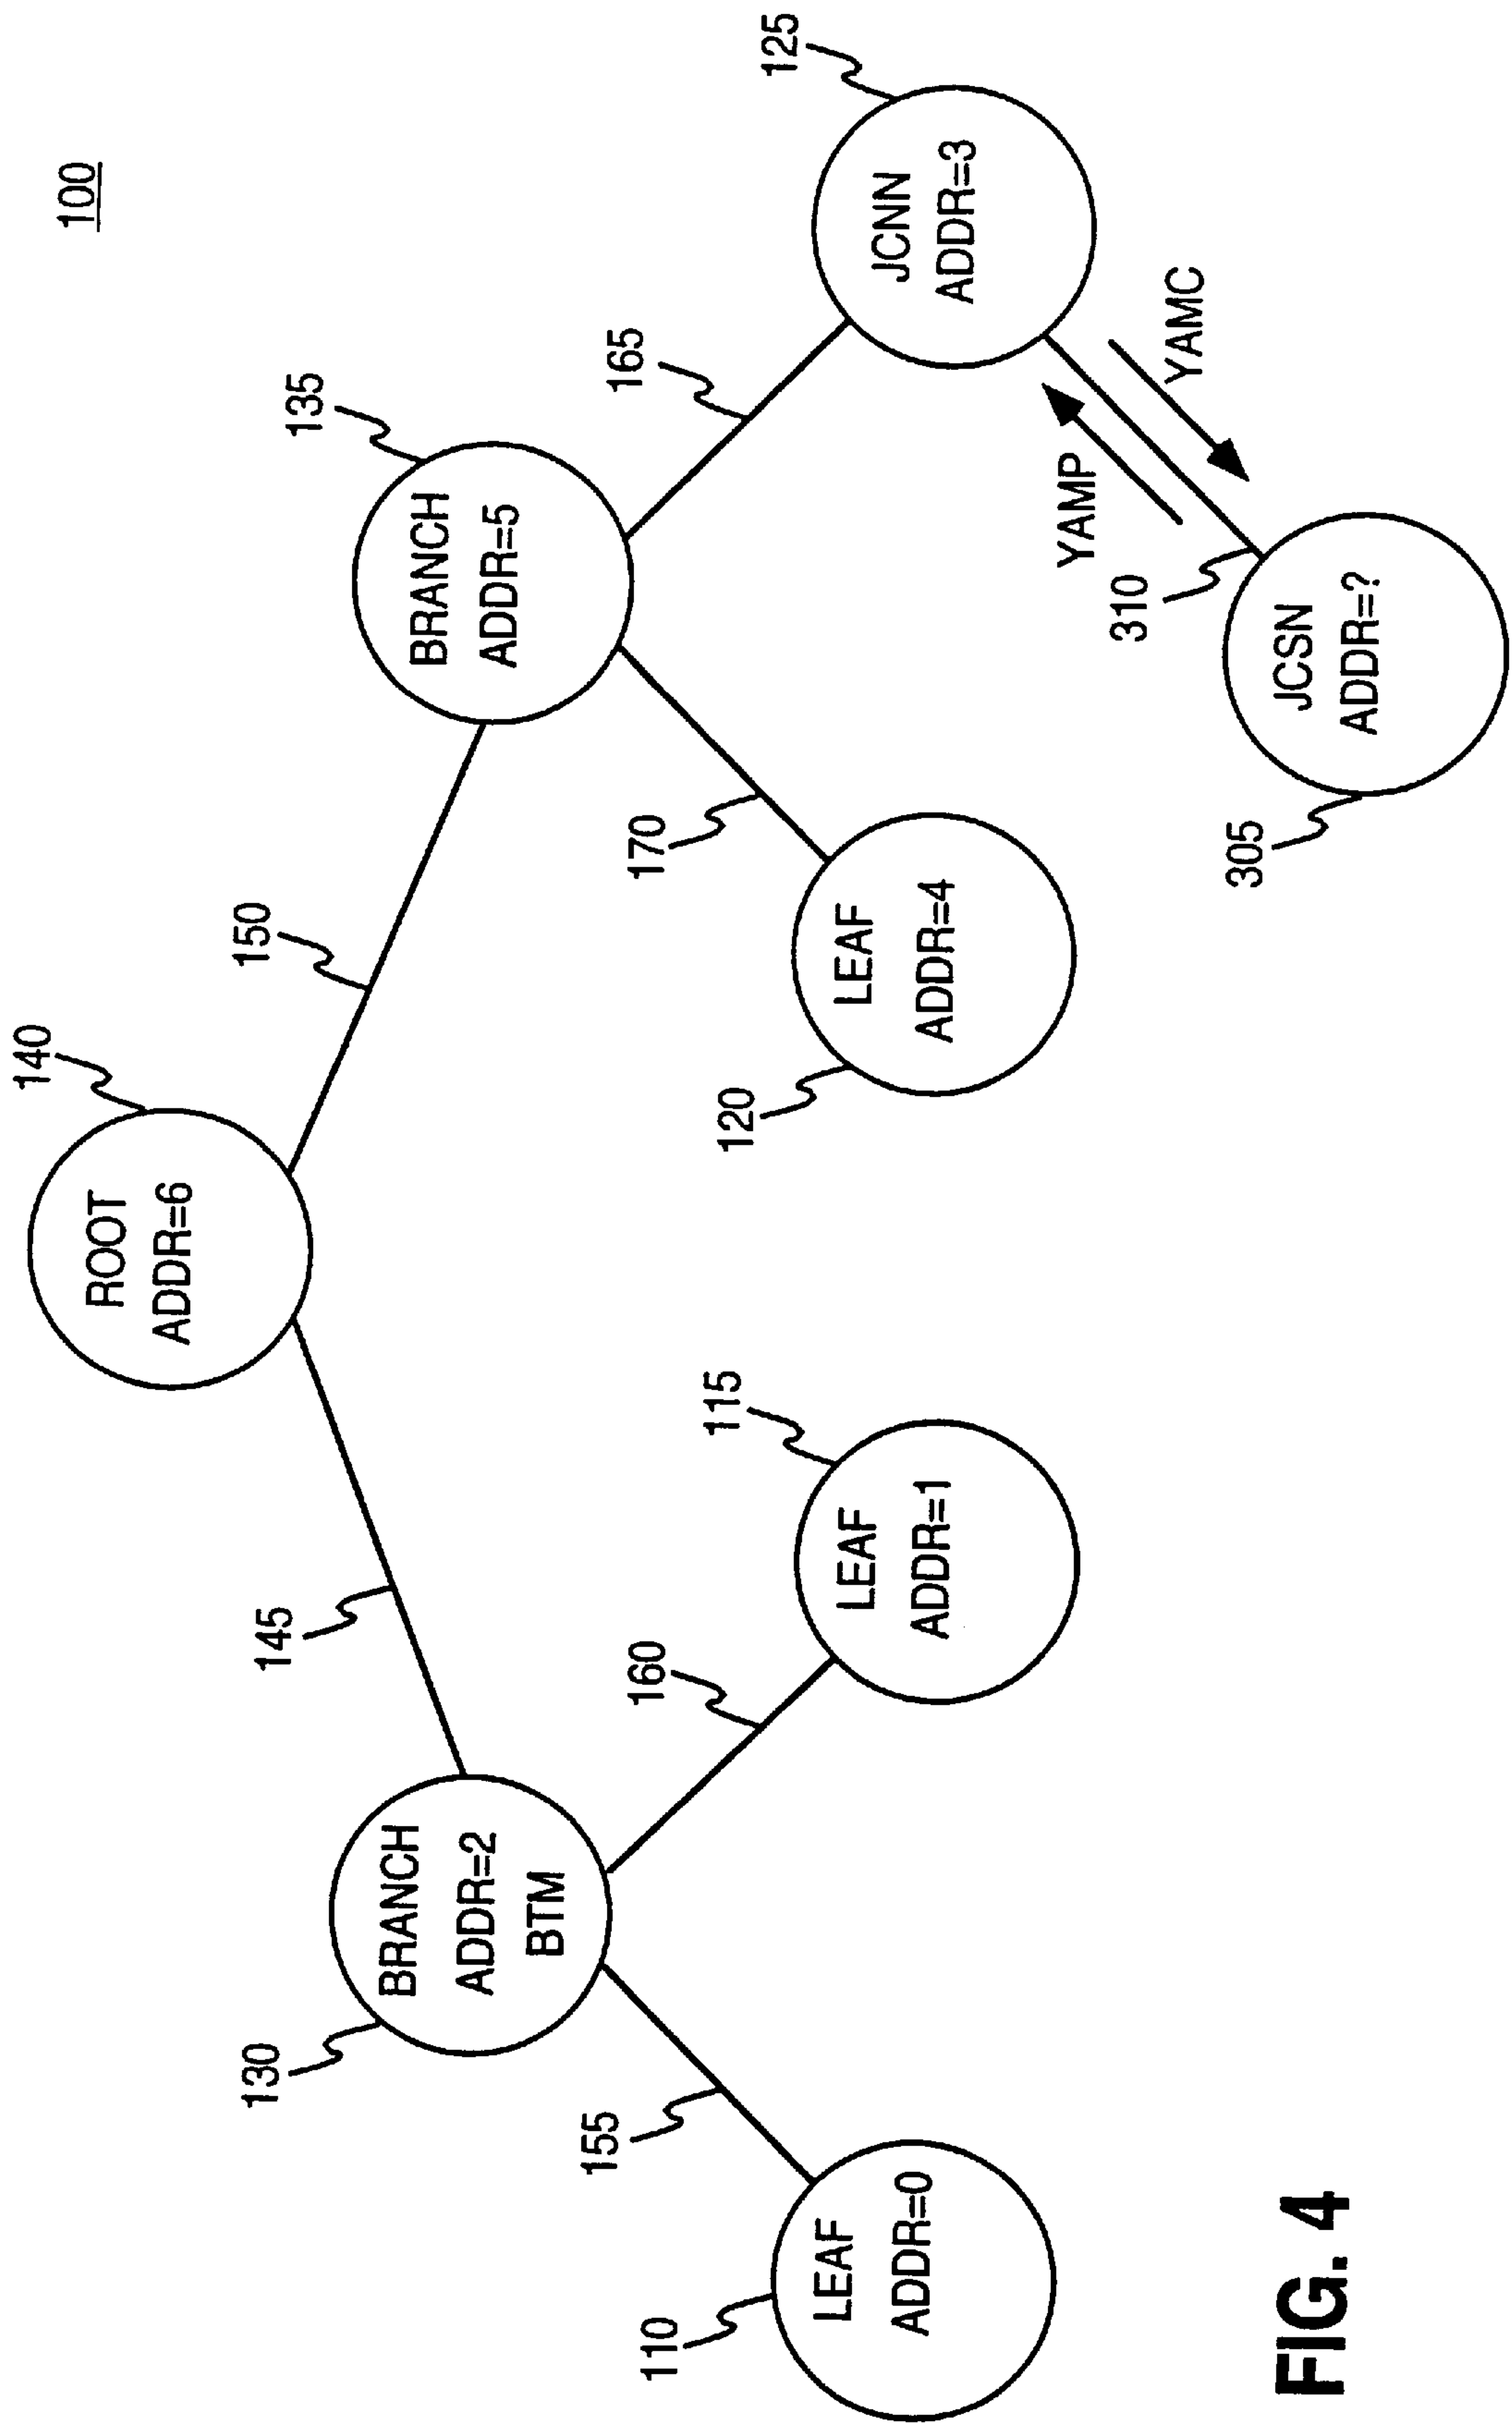 100
140
ROOT
ADDR=6
145
150
130
BRANCH
ADDR=2
BTM
135
BRANCH
ADDR=5
155
160
170
165
110
LEAF
ADDR=0
115
LEAF
ADDR=1
120
LEAF
ADDR=4
125
JCNN
ADDR=3
YAMP
YAMC
310
305
JCSN
ADDR=?
FIG. 4